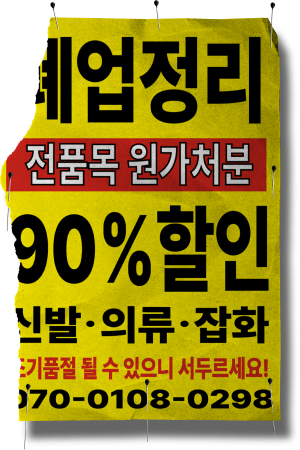 폐업정리
전품목 원가처분
90%할인
신발·의류·잡화
조기품절 될 수 있으니 서두르세요!
070-0108-0298